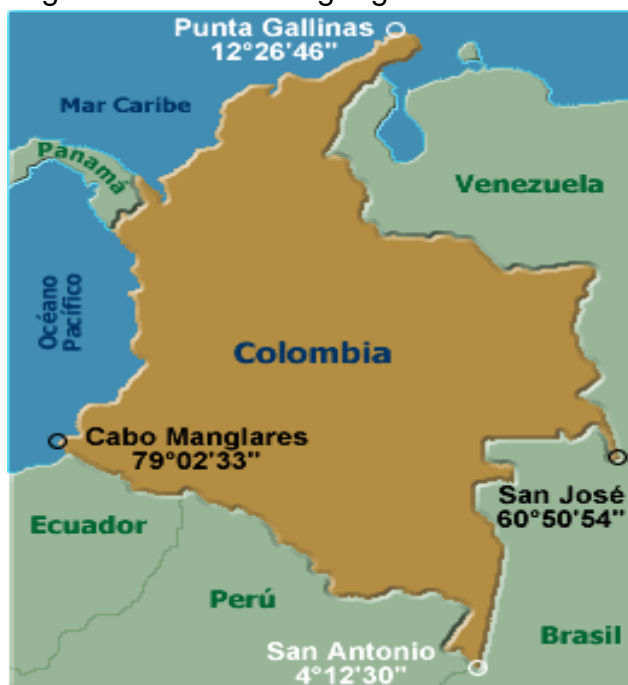 Punta Gallinas
12°26'46"
Mar Caribe
Panamá
Venezuela
Océano
Pacífico
Colombia
Cabo Manglares
79°02'33"
San José
60°50'54"
Ecuador
Perú
Brasil
San Antonio
4°12'30"